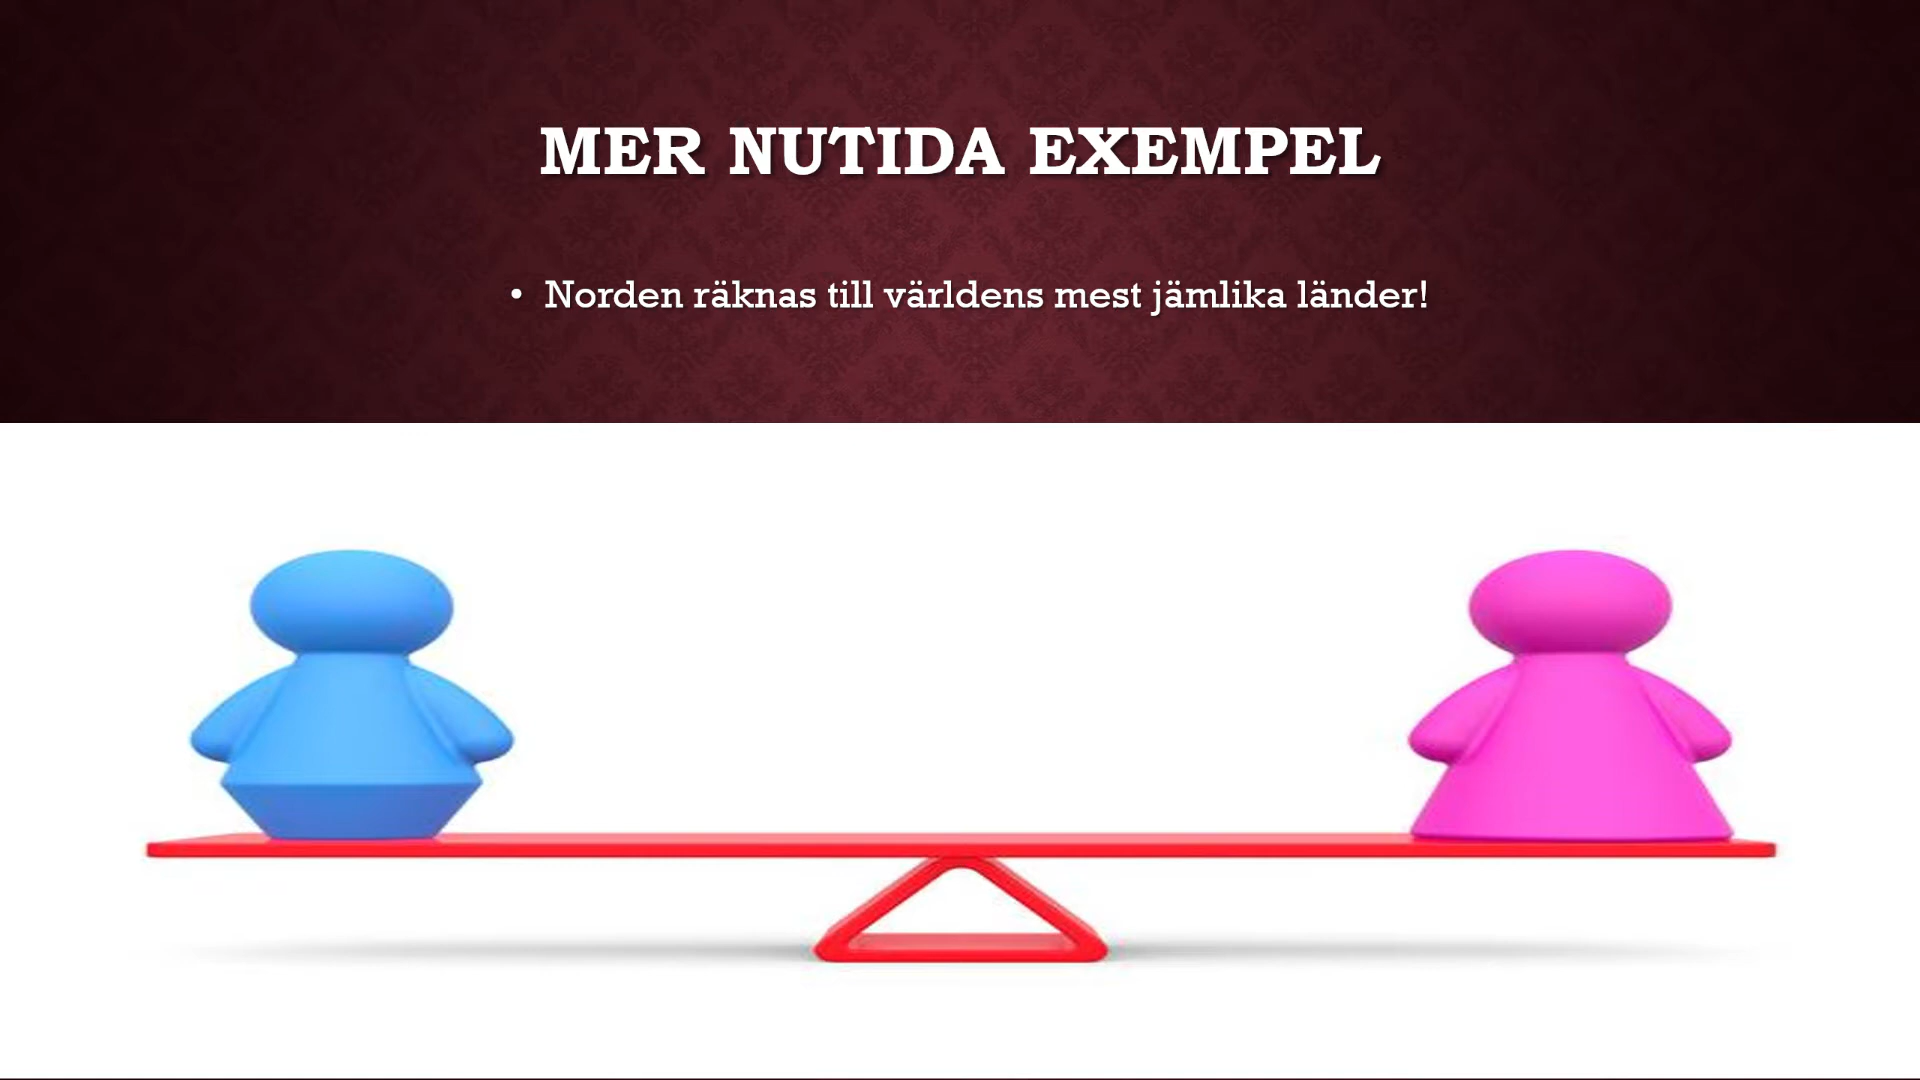 MER NUTIDA EXEMPEL
• Norden räknas till världens mest jämlika länder!